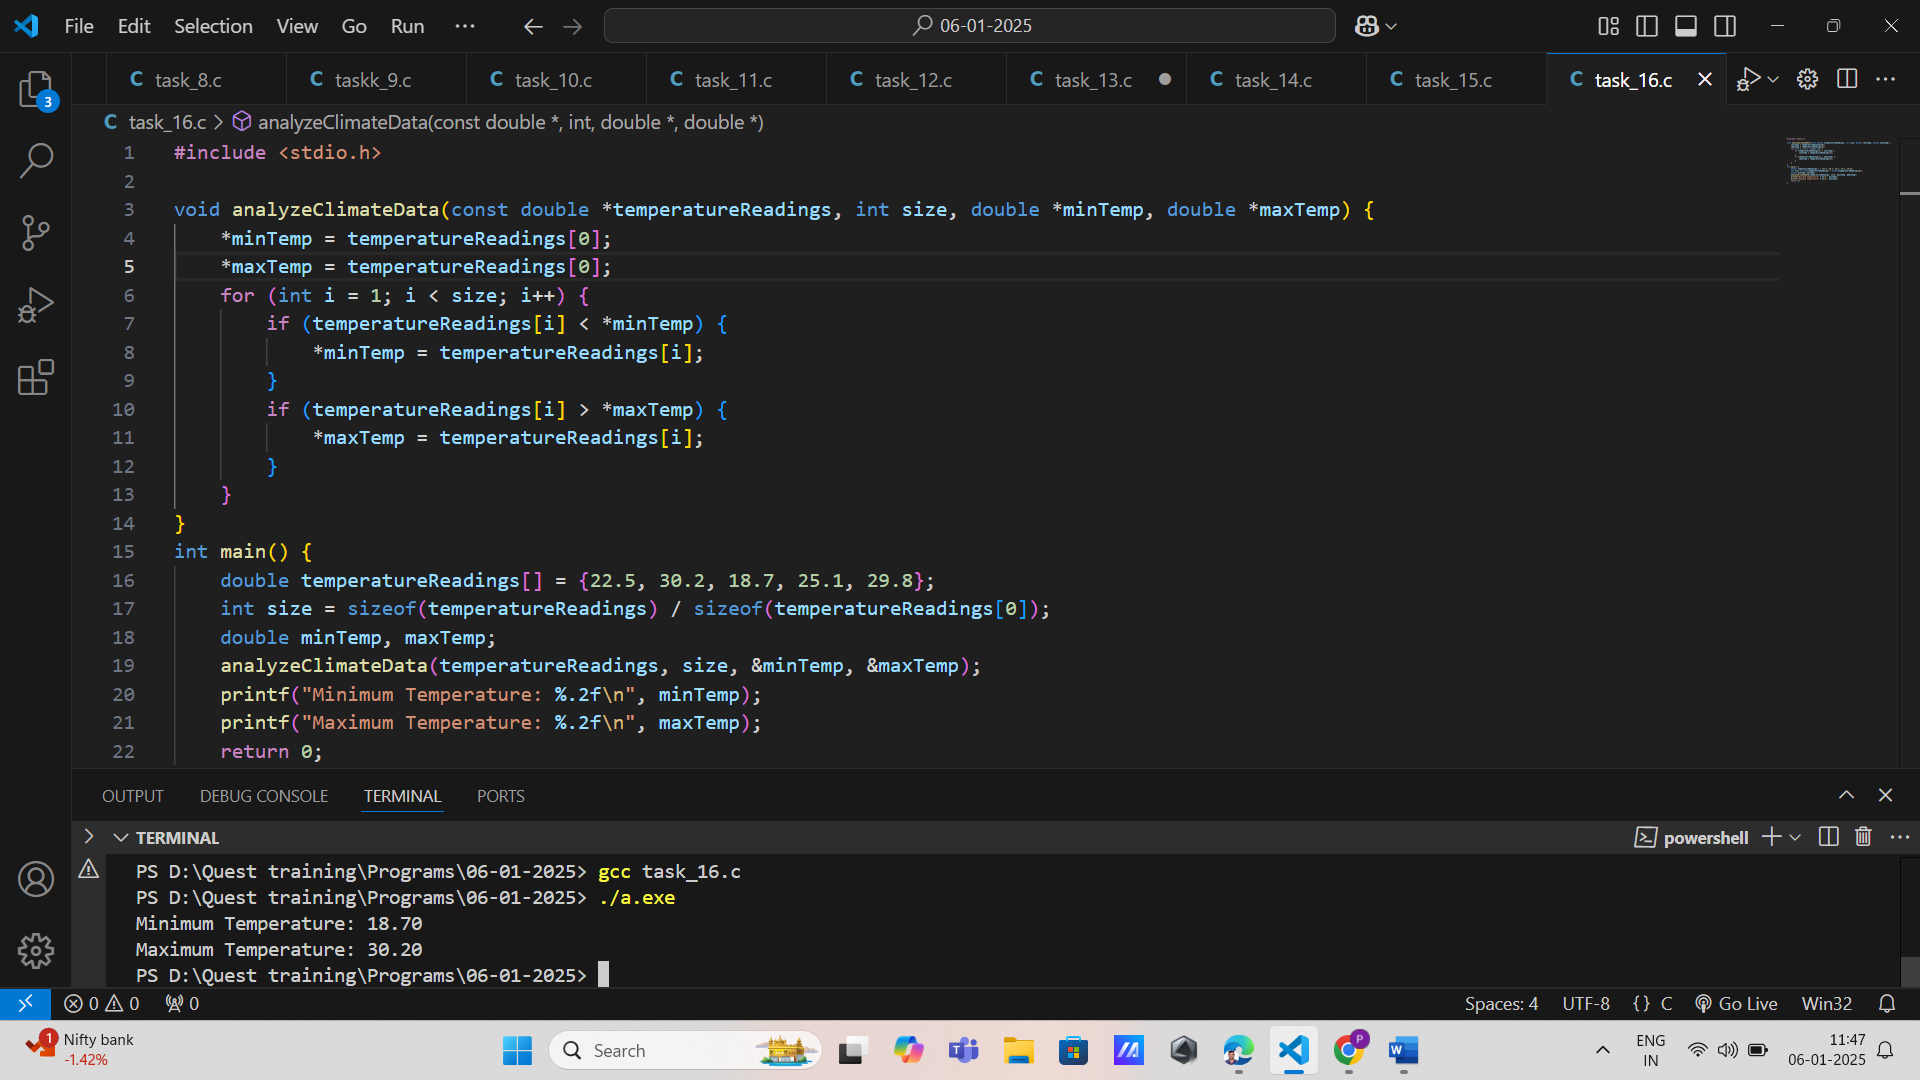 File Edit Selection View Go Run ··· 06-01-2025
task_8.c taskk_9.c task_10.c task_11.c task_12.c task_13.c task_14.c task_15.c task_16.c
3
task_16.c > analyzeClimateData(const double *, int, double *, double *)
1 #include <stdio.h>
2
3 void analyzeClimateData(const double *temperatureReadings, int size, double *minTemp, double *maxTemp) {
4 *minTemp = temperatureReadings[0];
5 *maxTemp = temperatureReadings[0];
6 for (int i = 1; i < size; i++) {
7 if (temperatureReadings[i] < *minTemp) {
8 *minTemp = temperatureReadings[i];
9 }
10 if (temperatureReadings[i] > *maxTemp) {
11 *maxTemp = temperatureReadings[i];
12 }
13 }
14 }
15 int main() {
16 double temperatureReadings[] = {22.5, 30.2, 18.7, 25.1, 29.8};
17 int size = sizeof(temperatureReadings) / sizeof(temperatureReadings[0]);
18 double minTemp, maxTemp;
19 analyzeClimateData(temperatureReadings, size, &minTemp, &maxTemp);
20 printf("Minimum Temperature: %.2f\n", minTemp);
21 printf("Maximum Temperature: %.2f\n", maxTemp);
22 return 0;
OUTPUT DEBUG CONSOLE TERMINAL PORTS
TERMINAL powershell
PS D:\Quest training\Programs\06-01-2025> gcc task_16.c
PS D:\Quest training\Programs\06-01-2025> ./a.exe
Minimum Temperature: 18.70
Maximum Temperature: 30.20
PS D:\Quest training\Programs\06-01-2025>
0 0 0 Spaces: 4 UTF-8 {} C Go Live Win32
1 Nifty bank
-1.42%
Search
P
ENG
IN
11:47
06-01-2025